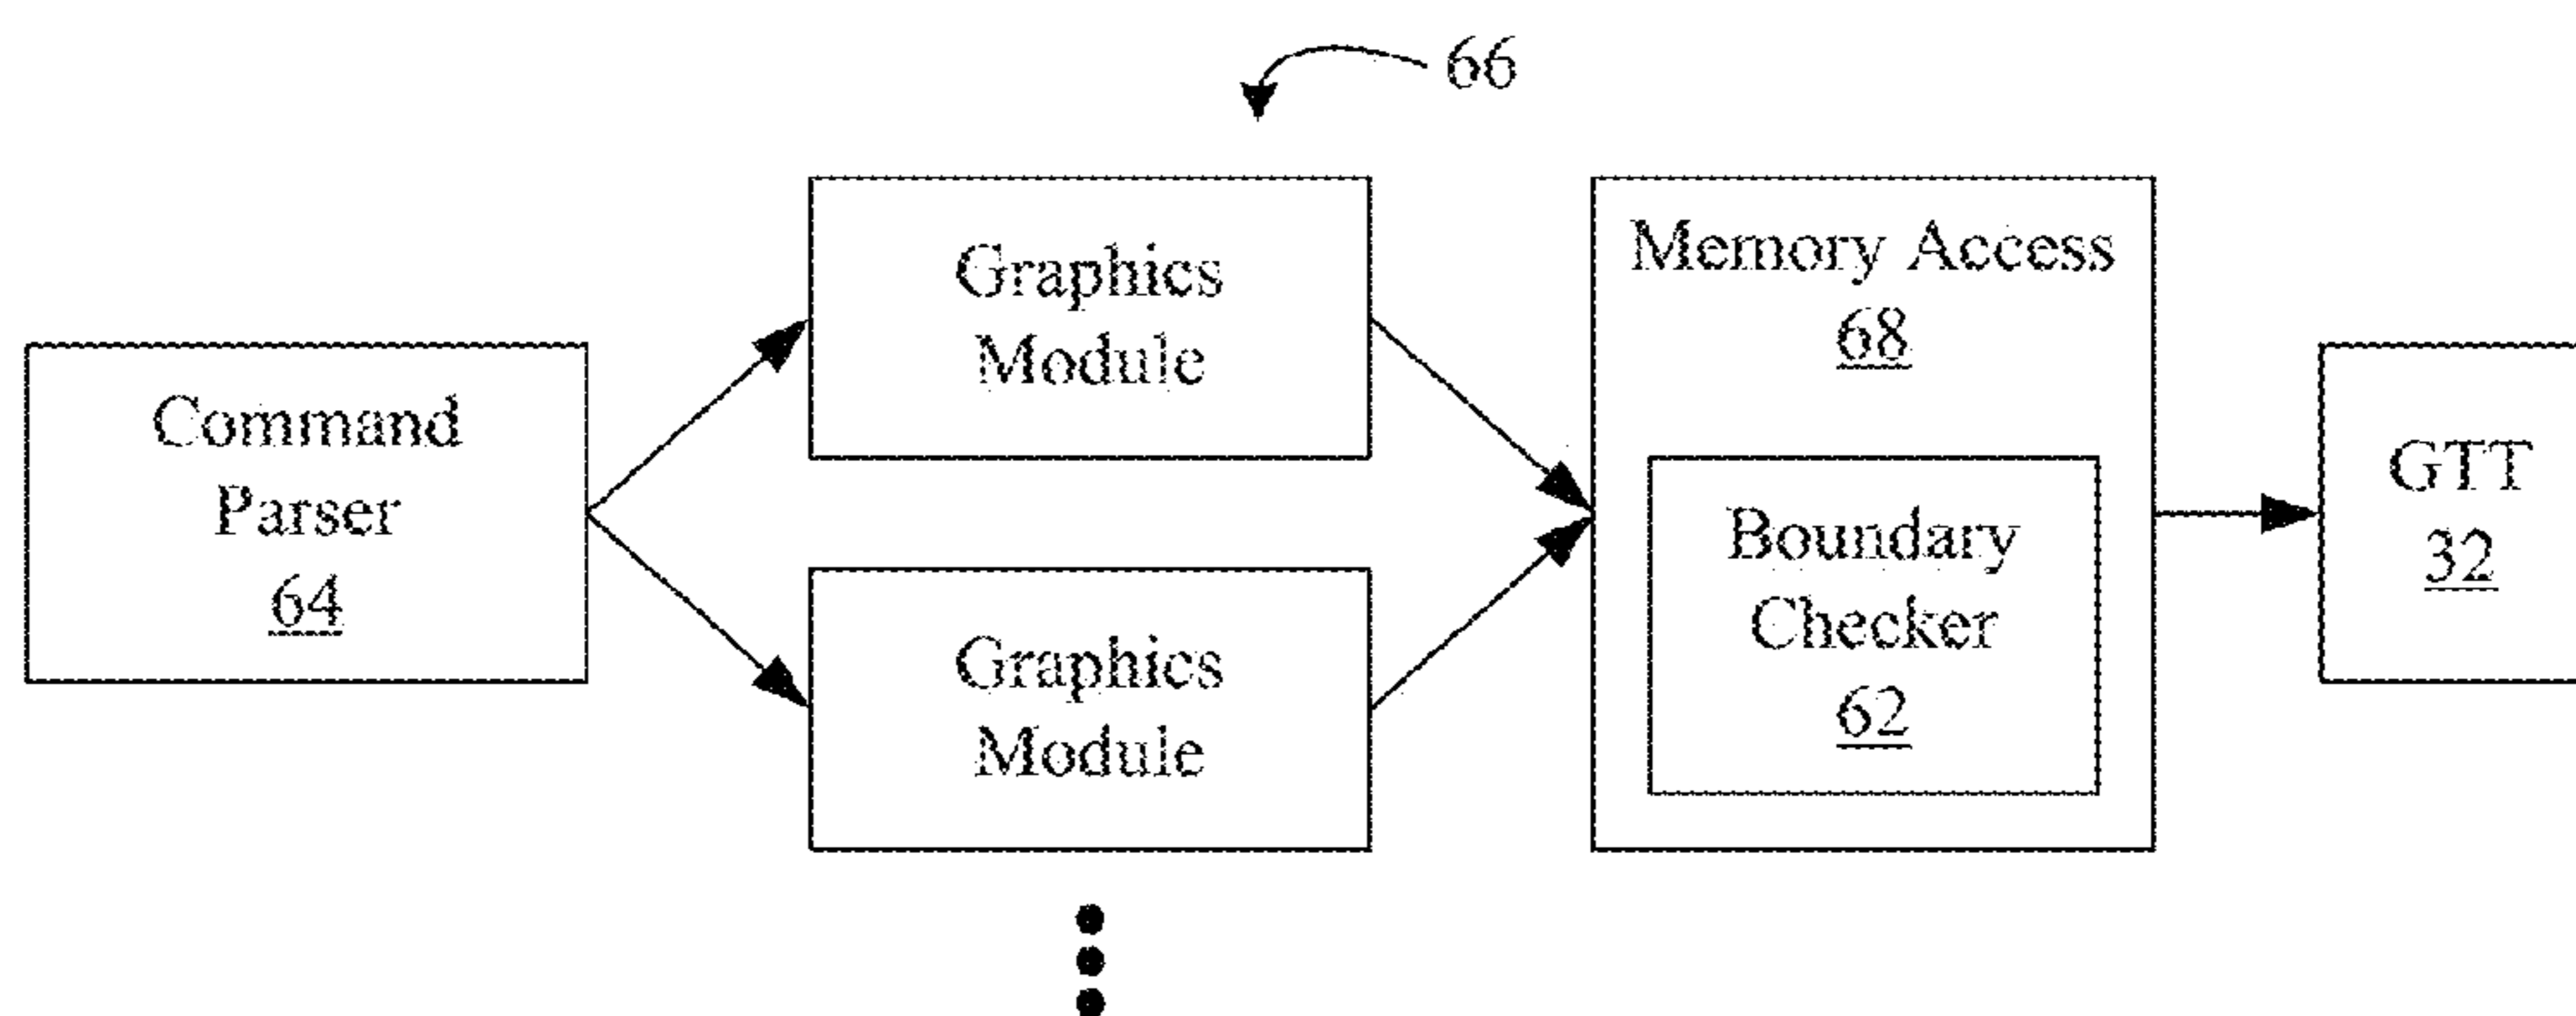 66
Command
Parser
64
Graphics
Module
Graphics
Module
Memory Access
68
Boundary
Checker
62
GTT
32